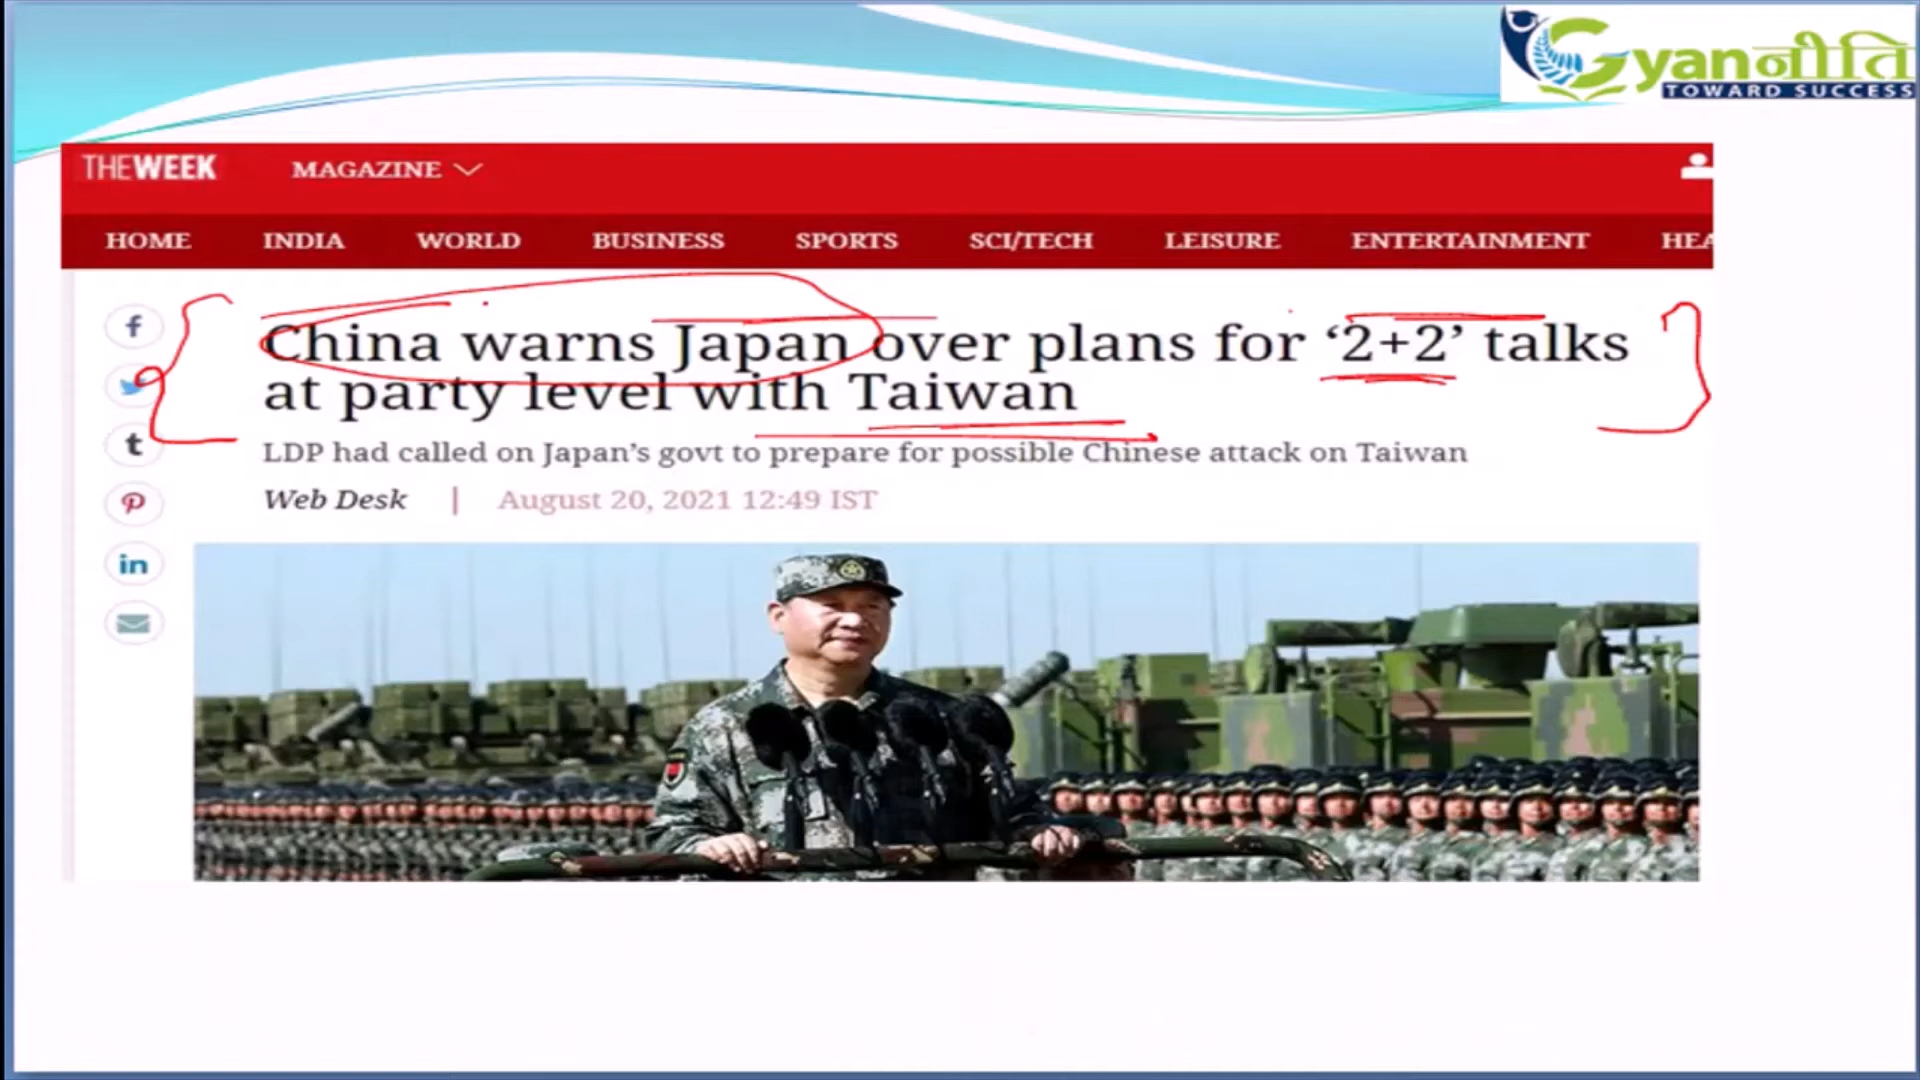 Gyanनीति
TOWARD SUCCESS
THEWEEK MAGAZINE
HOME INDIA WORLD BUSINESS SPORTS SCI/TECH LEISURE ENTERTAINMENT HEA
China warns Japan over plans for ‘2+2’ talks
at party level with Taiwan
LDP had called on Japan’s govt to prepare for possible Chinese attack on Taiwan
Web Desk | August 20, 2021 12:49 IST